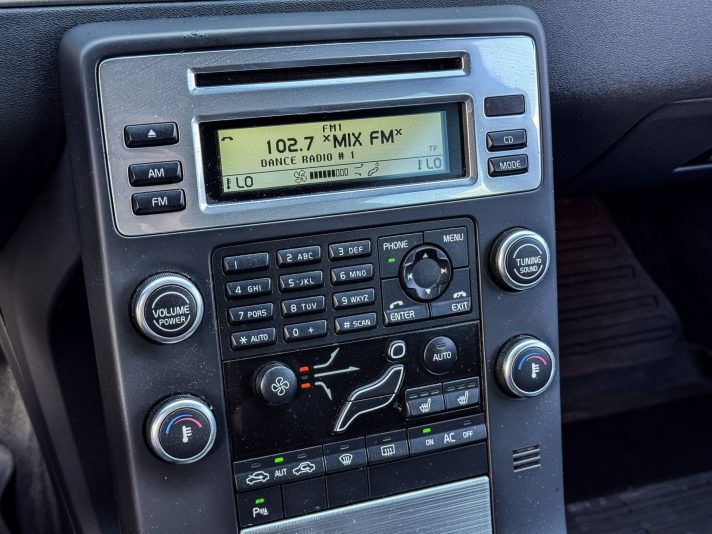 FM1
102.7 *MIX FM*
DANCE RADIO # 1
TP
LO
LO
AM
FM
CD
MODE
1
2 ABC
3 DEF
4 GHI
5 JKL
6 MNO
7 PQRS
8 TUV
9 WXYZ
* AUTO
0 +
# SCAN
PHONE
MENU
ENTER
EXIT
VOLUME
POWER
TUNING
SOUND
AUTO
AUT
ON AC OFF
P